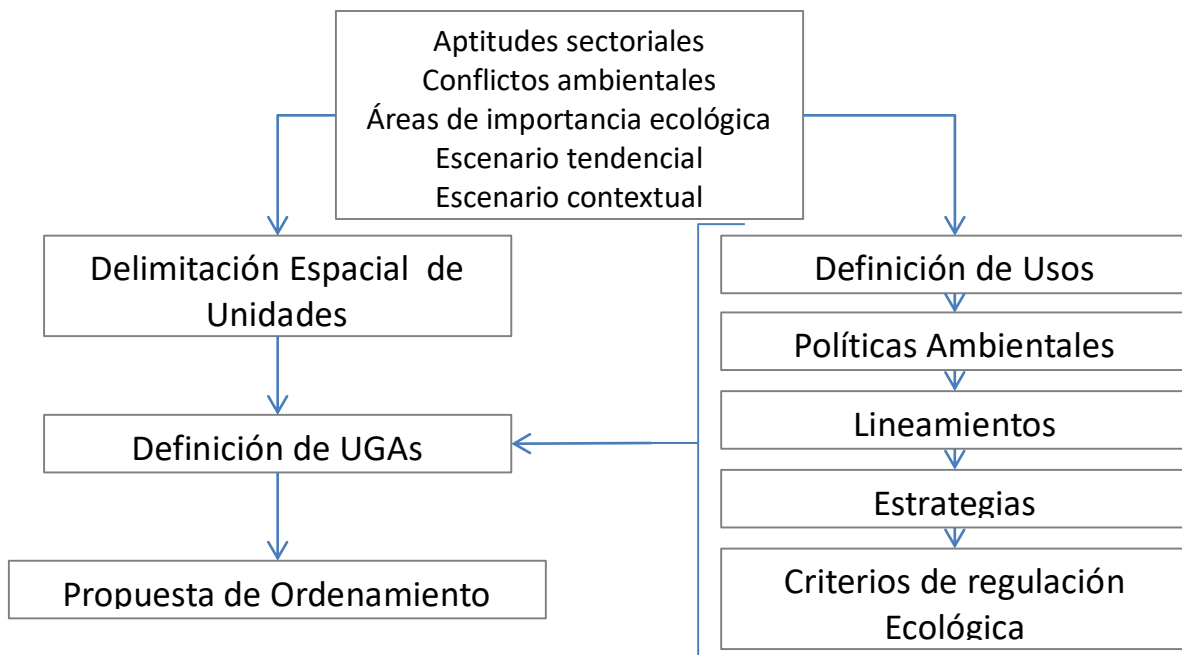 Aptitudes sectoriales
Conflictos ambientales
Áreas de importancia ecológica
Escenario tendencial
Escenario contextual
Delimitación Espacial de
Unidades
Definición de UGAs
Propuesta de Ordenamiento
Definición de Usos
Políticas Ambientales
Lineamientos
Estrategias
Criterios de regulación
Ecológica